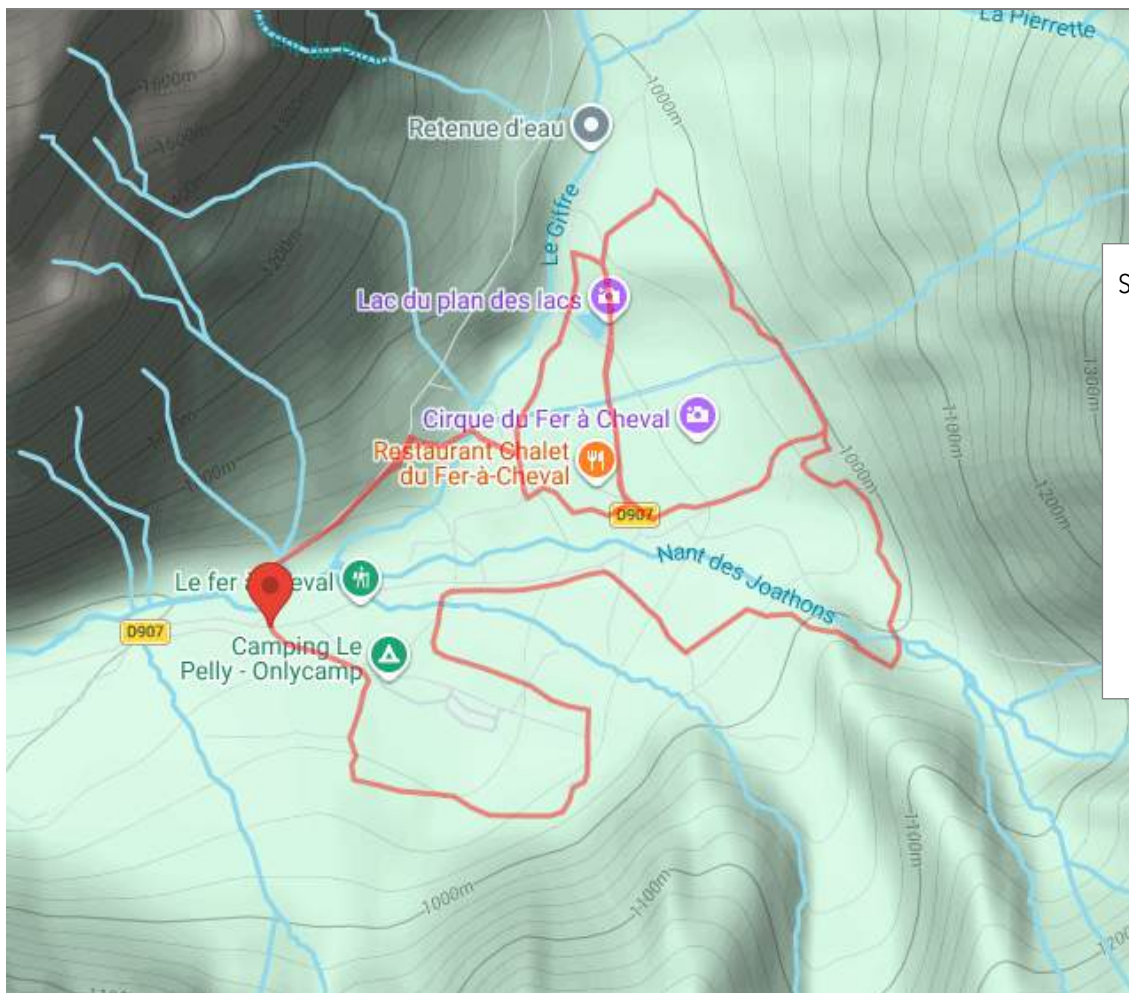 La Pierrette
1600m
1000m
Retenue d'eau
Le Giffre
1200m
Lac du plan des lacs
S
1300m
Cirque du Fer à Cheval
1100m
Restaurant Chalet
du Fer-à-Cheval
1000m
1200m
D907
Nant des Joathons
Le fer à cheval
D907
Camping Le
Pelly - Onlycamp
1100m
1000m
1100m